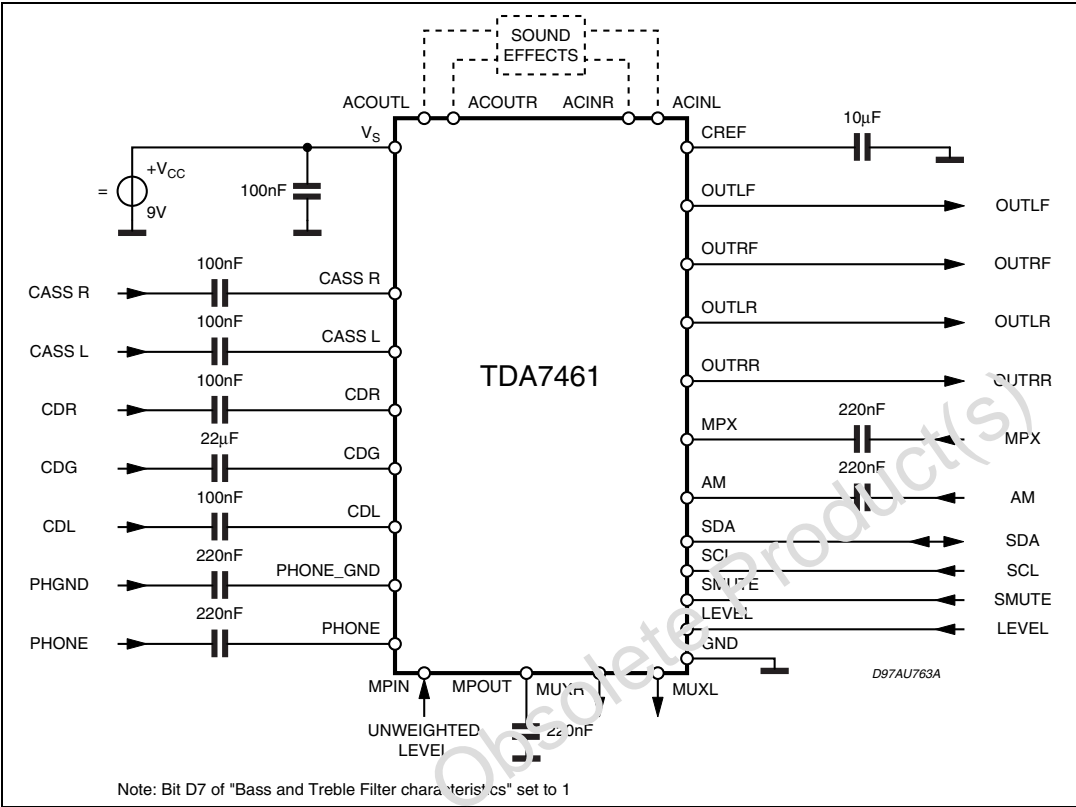 SOUND
EFFECTS
ACOUTL ACOUTR ACINR ACINL
VS
+VCC
=
9V
100nF
CREF
10μF
OUTLF
OUTLF
OUTRF
OUTRF
OUTLR
OUTLR
OUTRR
OUTRR
MPX
220nF
MPX
AM
220nF
AM
SDA
SDA
SCL
SCL
SMUTE
SMUTE
LEVEL
LEVEL
GND
TDA7461
CASS R
100nF
CASS R
CASS L
100nF
CASS L
CDR
100nF
CDR
CDG
22μF
CDG
CDL
100nF
CDL
PHGND
220nF
PHONE_GND
PHONE
220nF
PHONE
MPIN MPOUT MUXR MUXL
UNWEIGHTED
LEVEL
220nF
D97AU763A
Note: Bit D7 of "Bass and Treble Filter characteristics" set to 1
Obsolete Product(s)